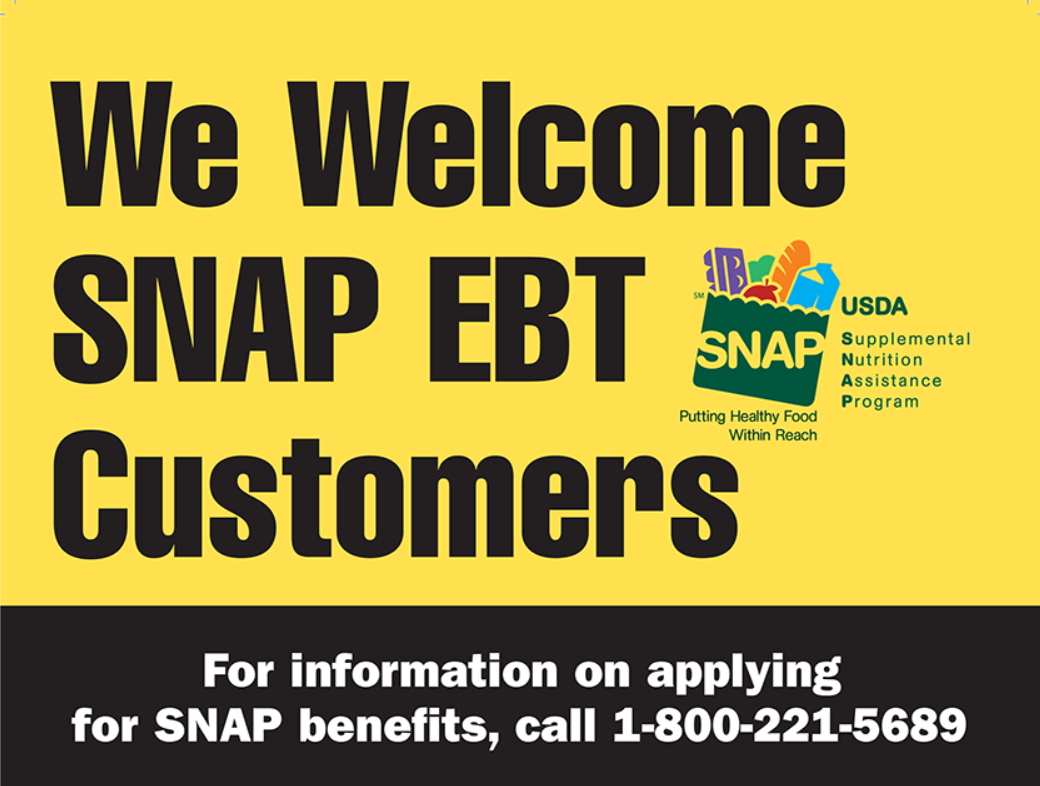 We Welcome
SNAP EBT
Customers
SM
SNAP
Putting Healthy Food
Within Reach
USDA
Supplemental
Nutrition
Assistance
Program
For information on applying
for SNAP benefits, call 1-800-221-5689